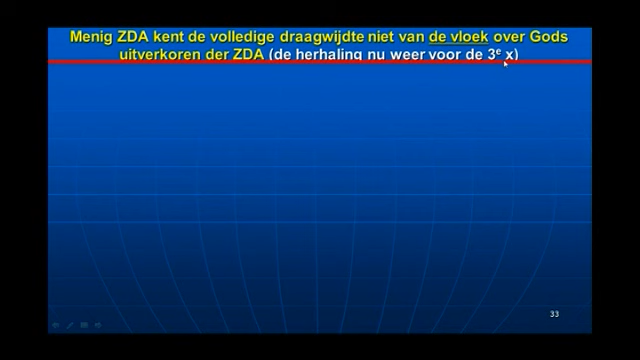 Menig ZDA kent de volledige draagwijdte niet van de vloek over Gods
uitverkoren der ZDA (de herhaling nu weer voor de 3e x)
33